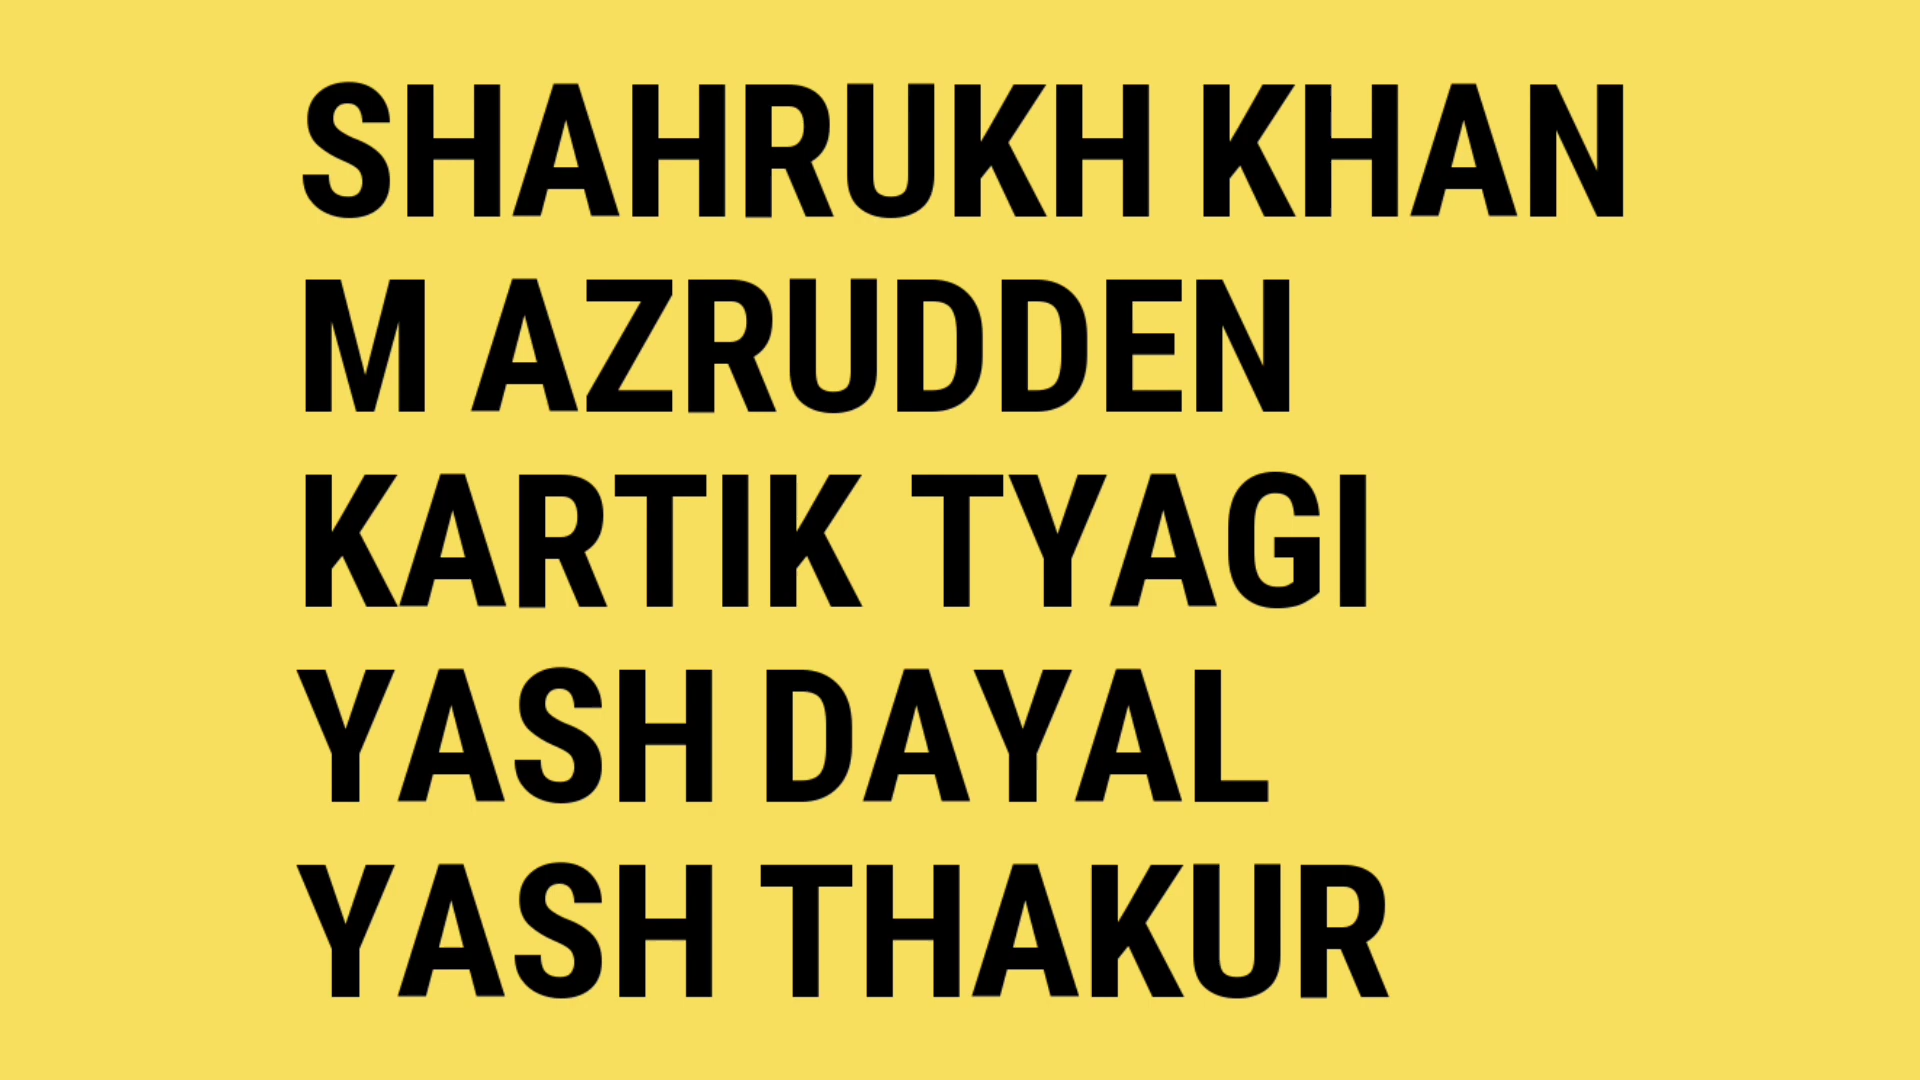 SHAHRUKH KHAN
M AZRUDDEN
KARTIK TYAGI
YASH DAYAL
YASH THAKUR